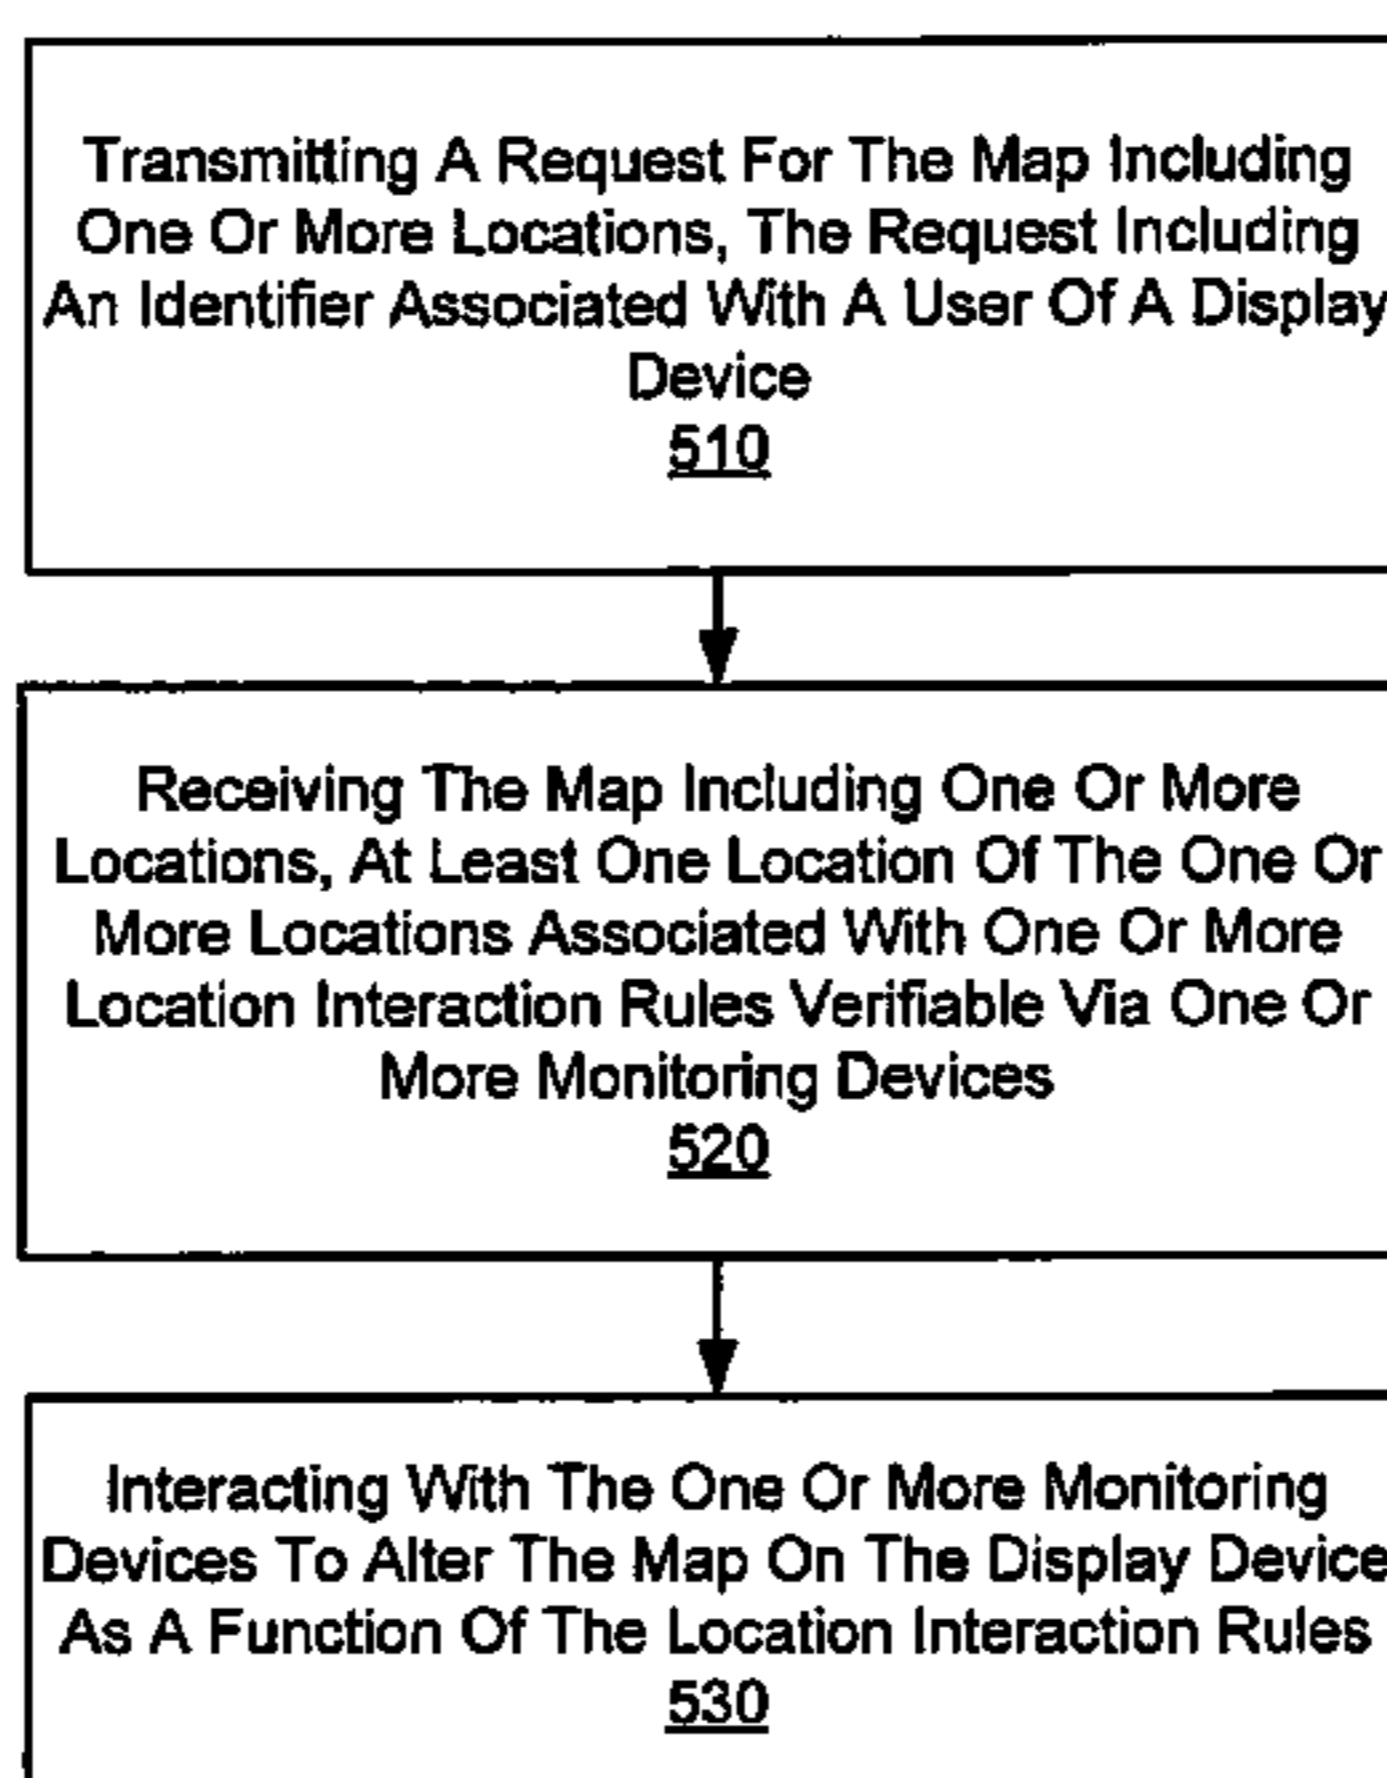 Transmitting A Request For The Map Including
One Or More Locations, The Request Including
An Identifier Associated With A User Of A Display
Device
510
Receiving The Map Including One Or More
Locations, At Least One Location Of The One Or
More Locations Associated With One Or More
Location Interaction Rules Verifiable Via One Or
More Monitoring Devices
520
Interacting With The One Or More Monitoring
Devices To Alter The Map On The Display Device
As A Function Of The Location Interaction Rules
530